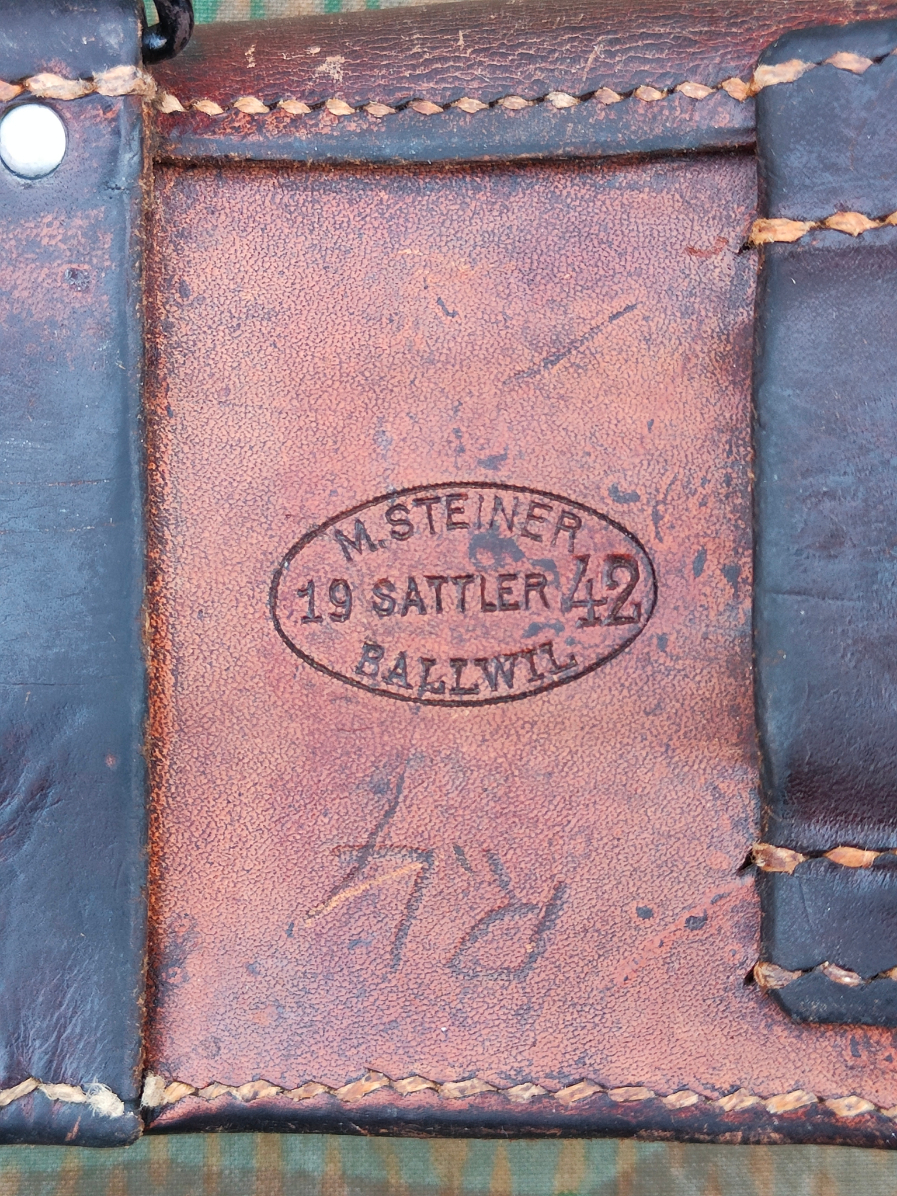 M. STEINER
19 SATTLER 42
BALLWIL